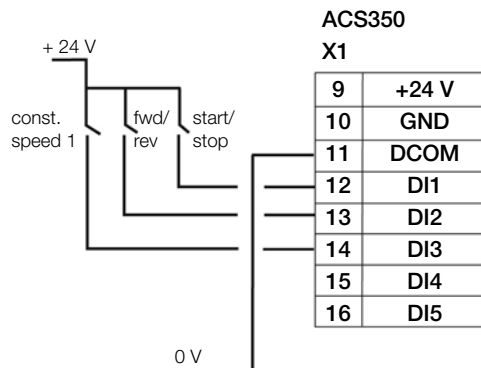 ACS350
X1
+ 24 V
const.
speed 1
fwd/
rev
start/
stop
9 +24 V
10 GND
11 DCOM
12 DI1
13 DI2
14 DI3
15 DI4
16 DI5
0 V